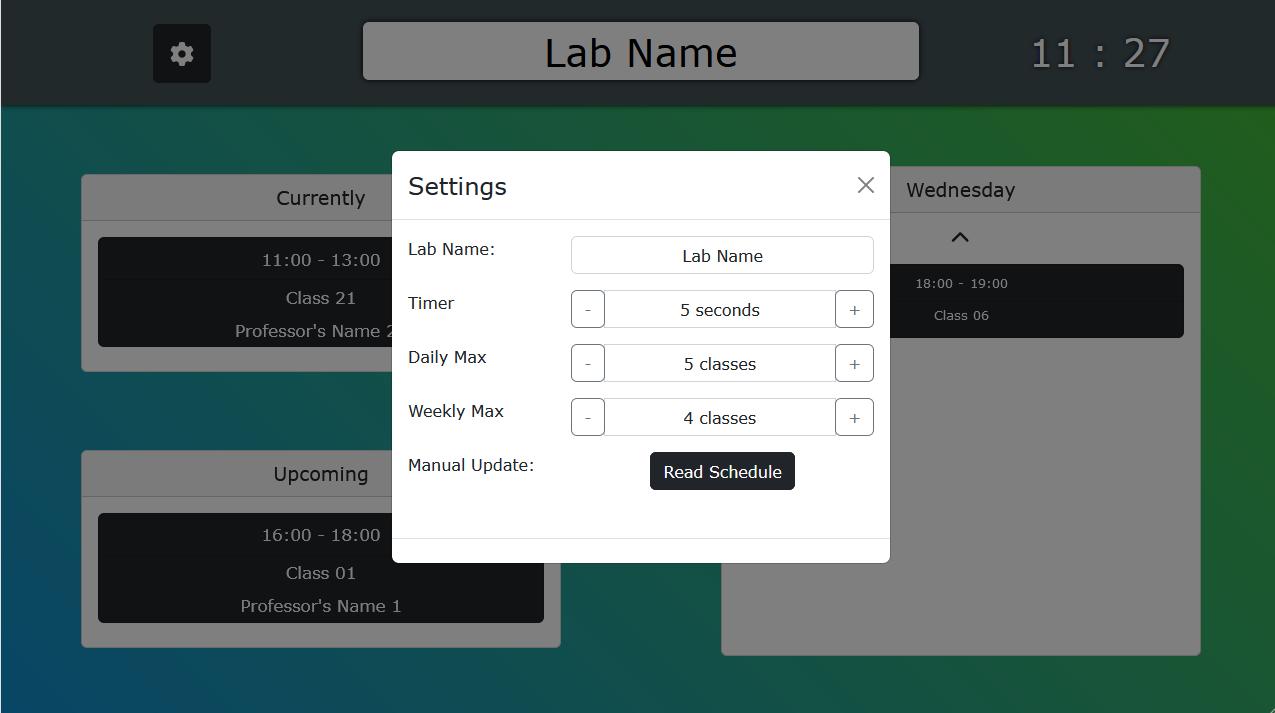 Lab Name
11 : 27
Currently
11:00 - 13:00
Class 21
Professor's Name
Upcoming
16:00 - 18:00
Class 01
Professor's Name 1
Settings
Lab Name:
Lab Name
Timer
-
5 seconds
+
Daily Max
-
5 classes
+
Weekly Max
-
4 classes
+
Manual Update:
Read Schedule
Wednesday
18:00 - 19:00
Class 06